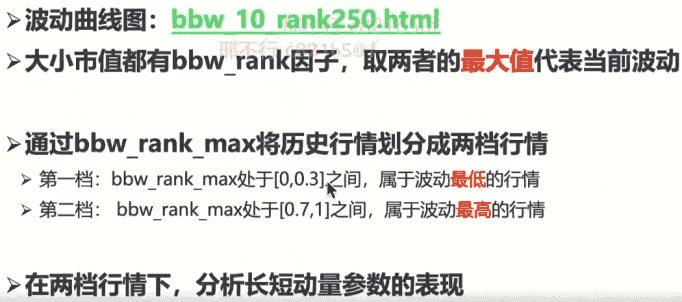 ➢波动曲线图：bbw_10_rank250.html
➢大小市值都有bbw_rank因子，取两者的最大值代表当前波动
➢通过bbw_rank_max将历史行情划分成两档行情
➢第一档：bbw_rank_max处于[0,0.3]之间，属于波动最低的行情
➢第二档： bbw_rank_max处于[0.7,1]之间，属于波动最高的行情
➢在两档行情下，分析长短动量参数的表现